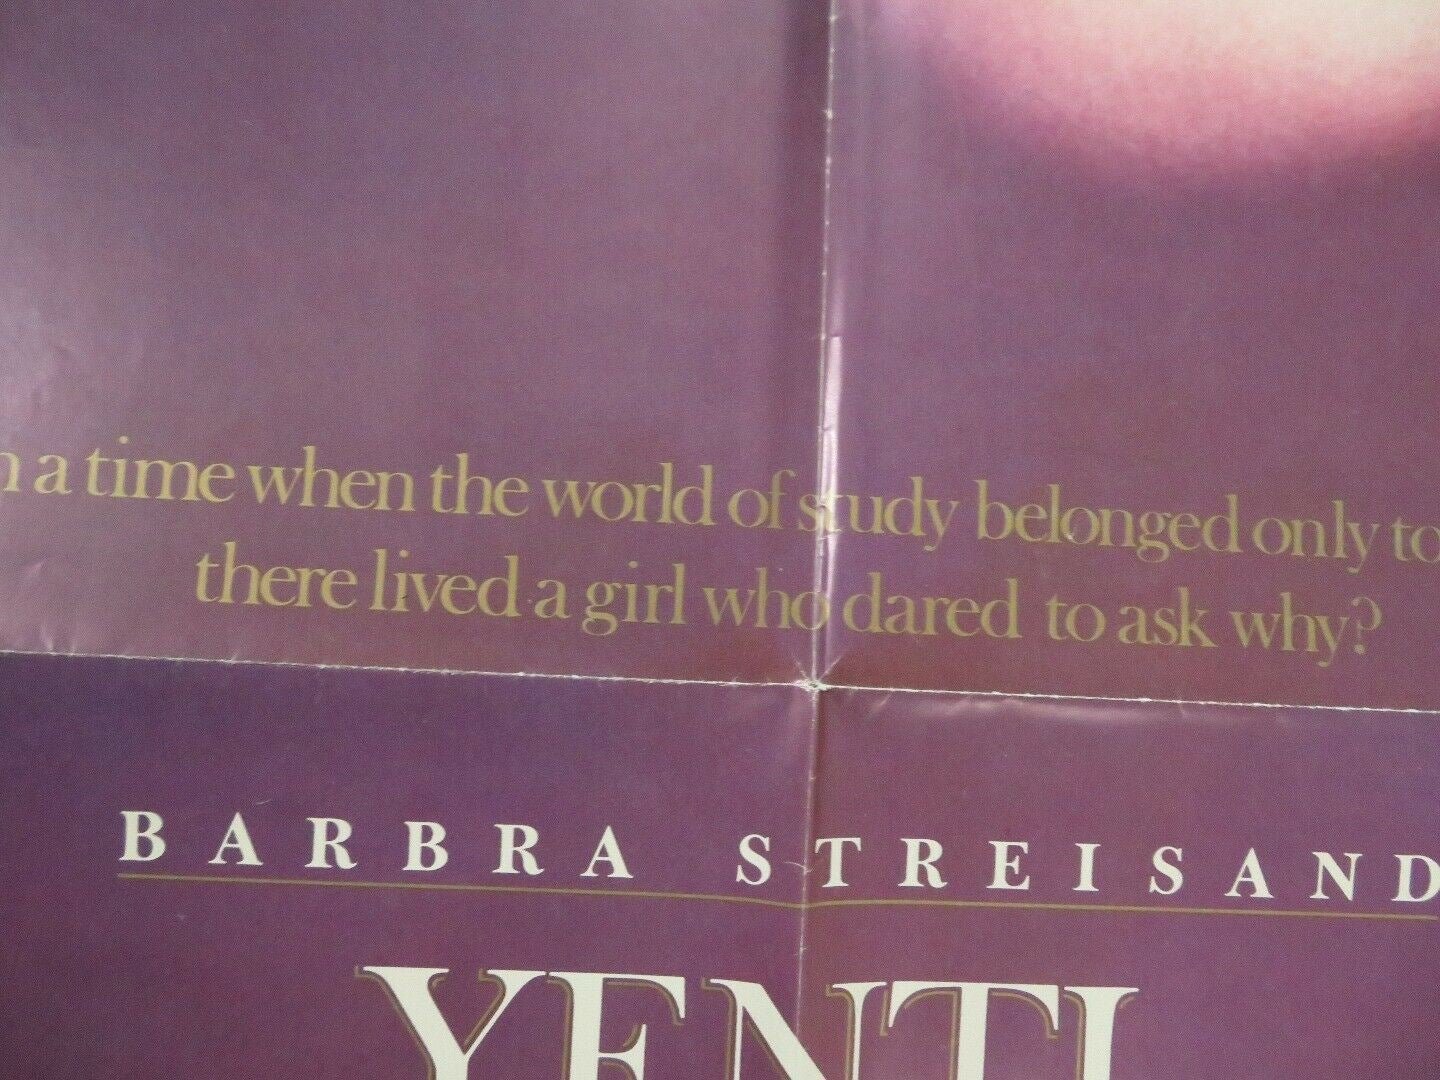 a time when the world of study belonged only to
there lived a girl who dared to ask why?
BARBRA STREISAND
YENTL